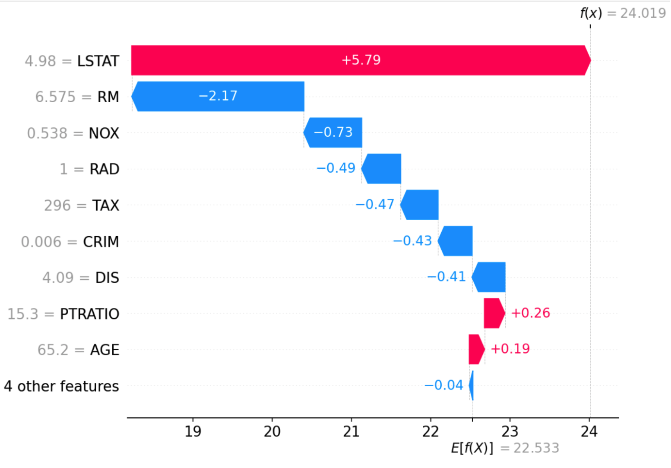 f(x) = 24.019
4.98 = LSTAT +5.79
6.575 = RM −2.17
0.538 = NOX −0.73
1 = RAD −0.49
296 = TAX −0.47
0.006 = CRIM −0.43
4.09 = DIS −0.41
15.3 = PTRATIO +0.26
65.2 = AGE +0.19
4 other features −0.04
19 20 21 22 23 24
E[f(X)] = 22.533